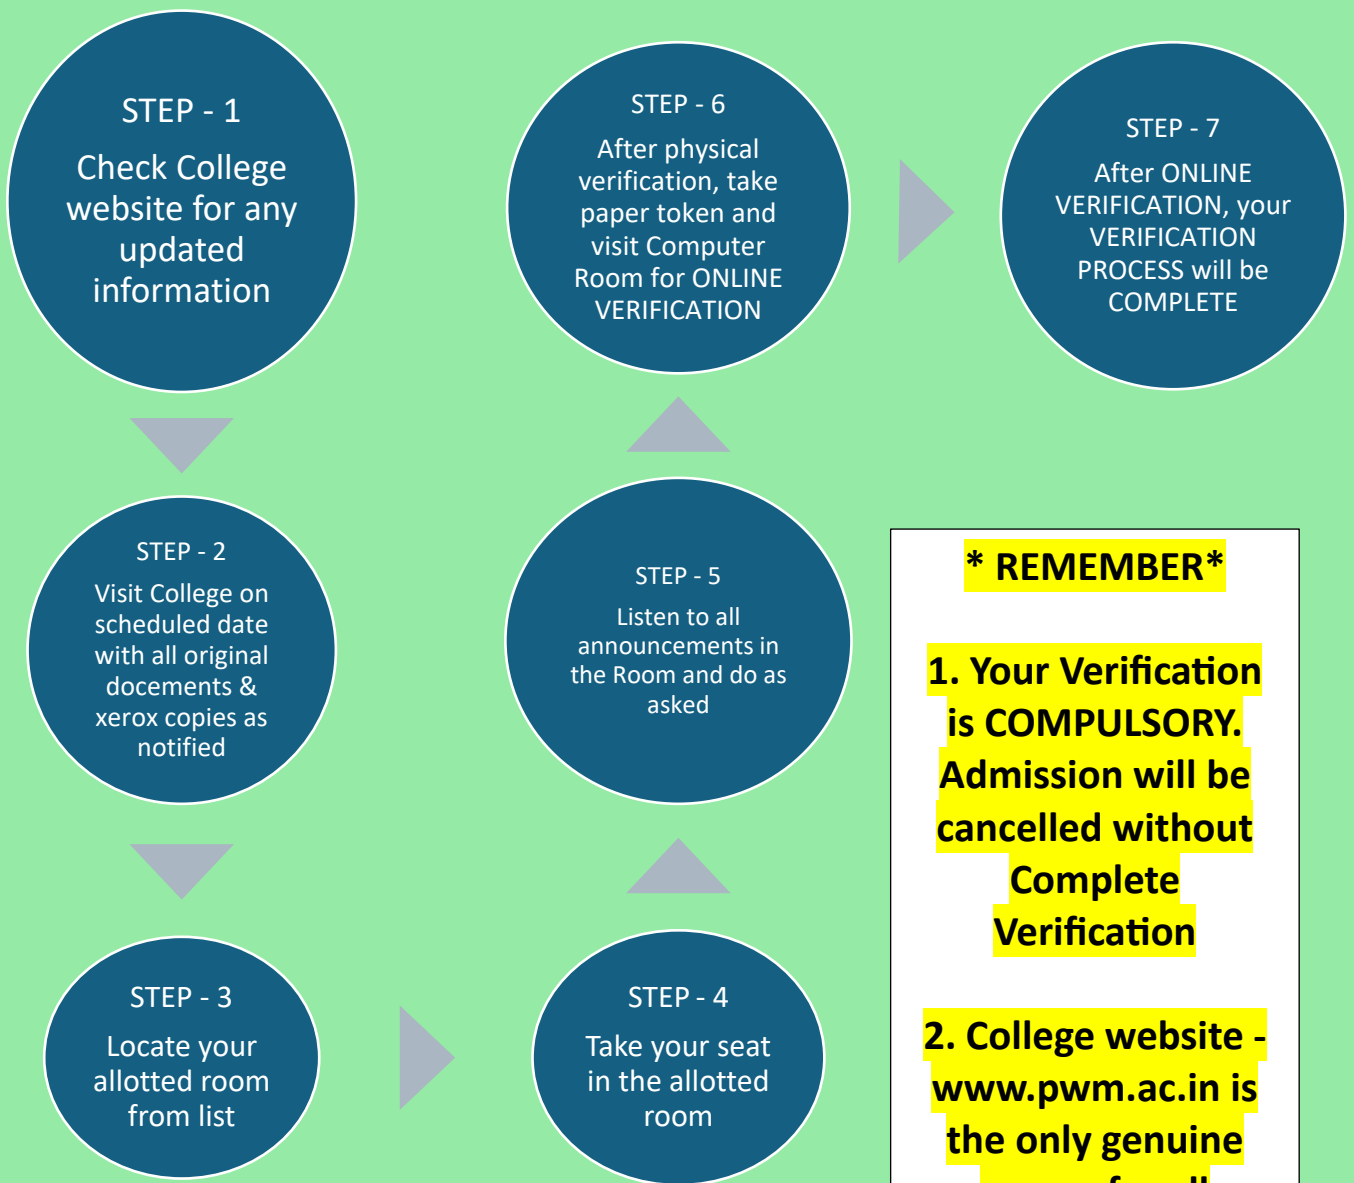 STEP - 1
Check College
website for any
updated
information
STEP - 2
Visit College on
scheduled date
with all original
docements &
xerox copies as
notified
STEP - 3
Locate your
allotted room
from list
STEP - 4
Take your seat
in the allotted
room
STEP - 5
Listen to all
announcements in
the Room and do as
asked
STEP - 6
After physical
verification, take
paper token and
visit Computer
Room for ONLINE
VERIFICATION
STEP - 7
After ONLINE
VERIFICATION, your
VERIFICATION
PROCESS will be
COMPLETE
* REMEMBER*
1. Your Verification
is COMPULSORY.
Admission will be
cancelled without
Complete
Verification
2. College website -
www.pwm.ac.in is
the only genuine